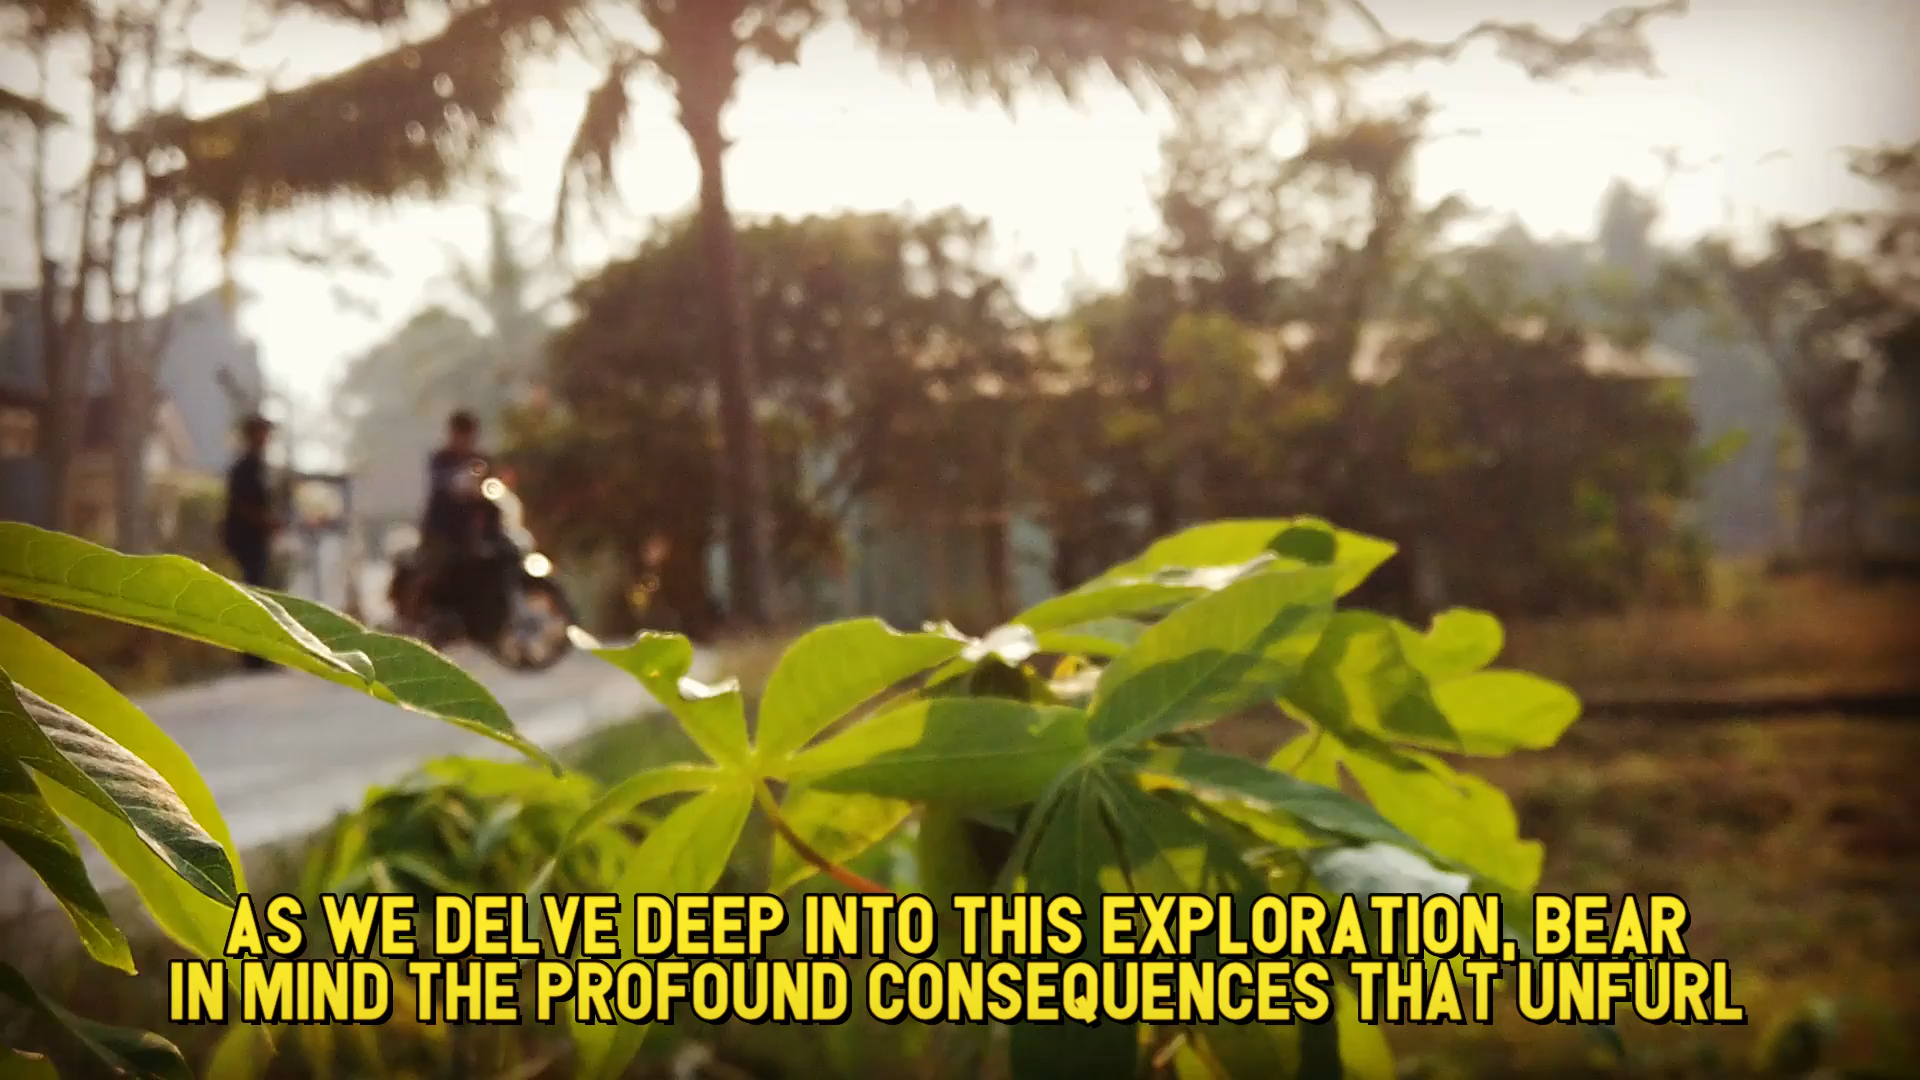 AS WE DELVE DEEP INTO THIS EXPLORATION, BEAR
IN MIND THE PROFOUND CONSEQUENCES THAT UNFURL